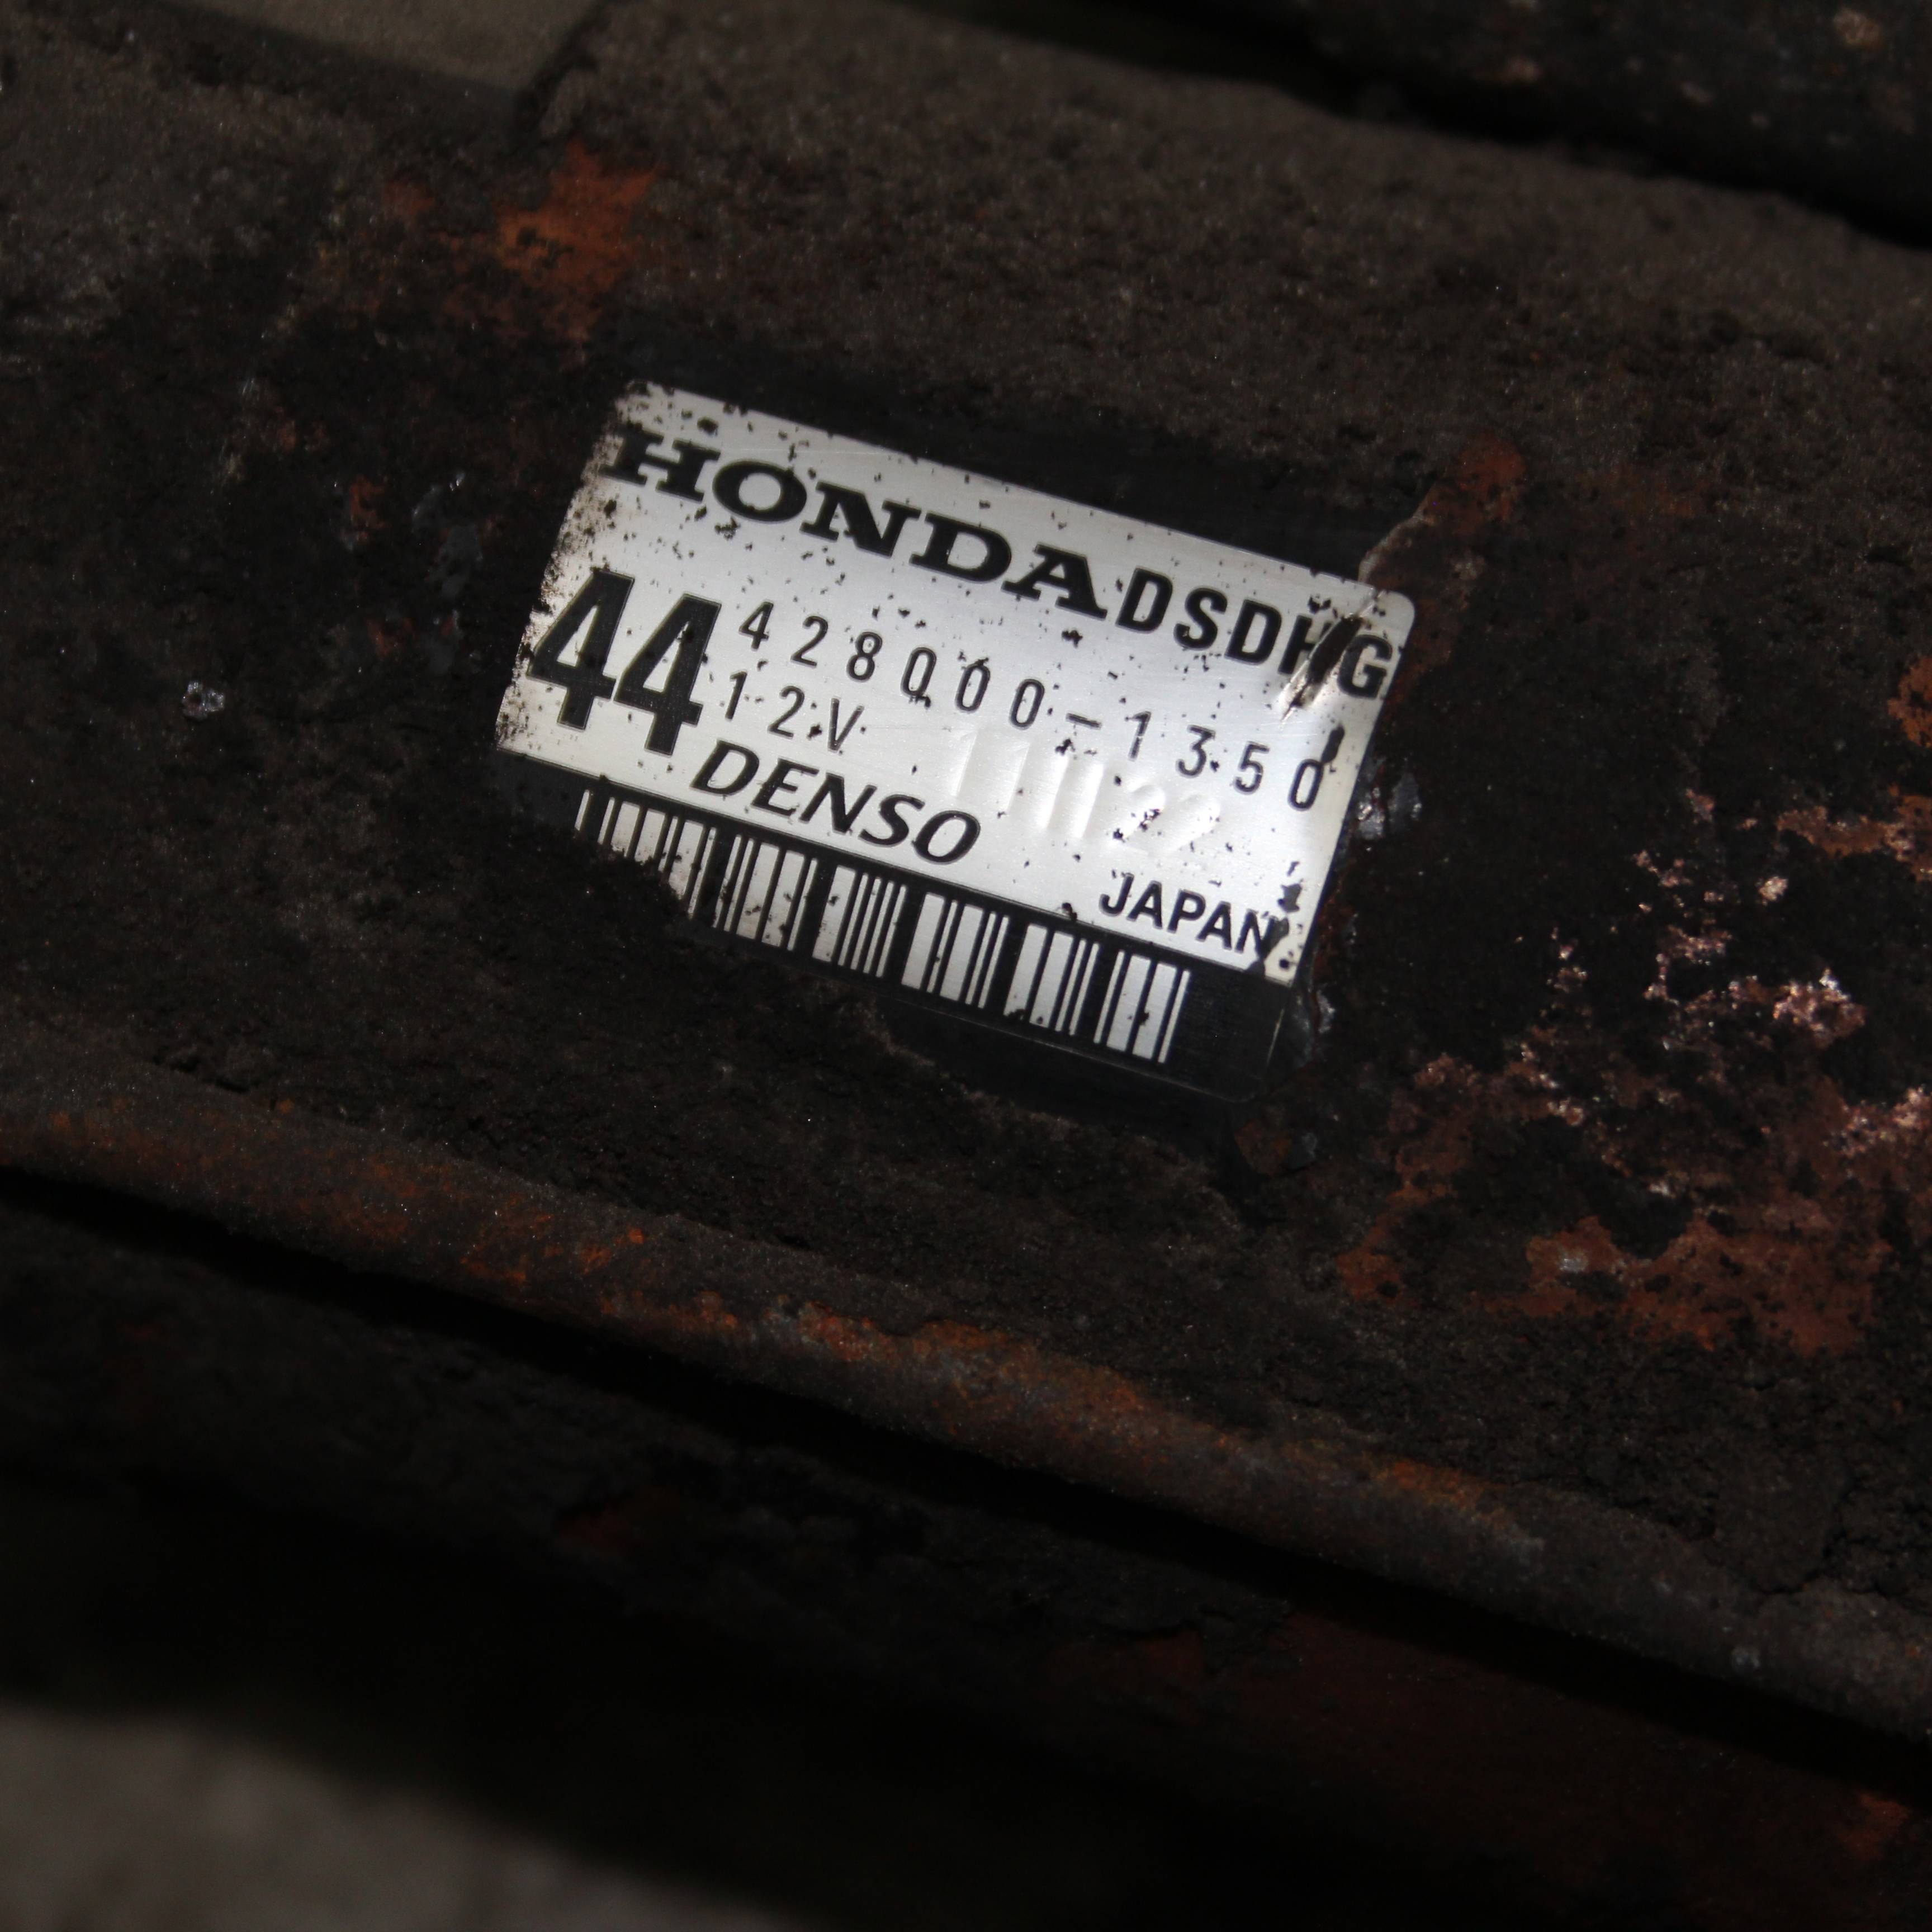 HONDA DSDHG
44 428000-1350
12V
DENSO
JAPAN